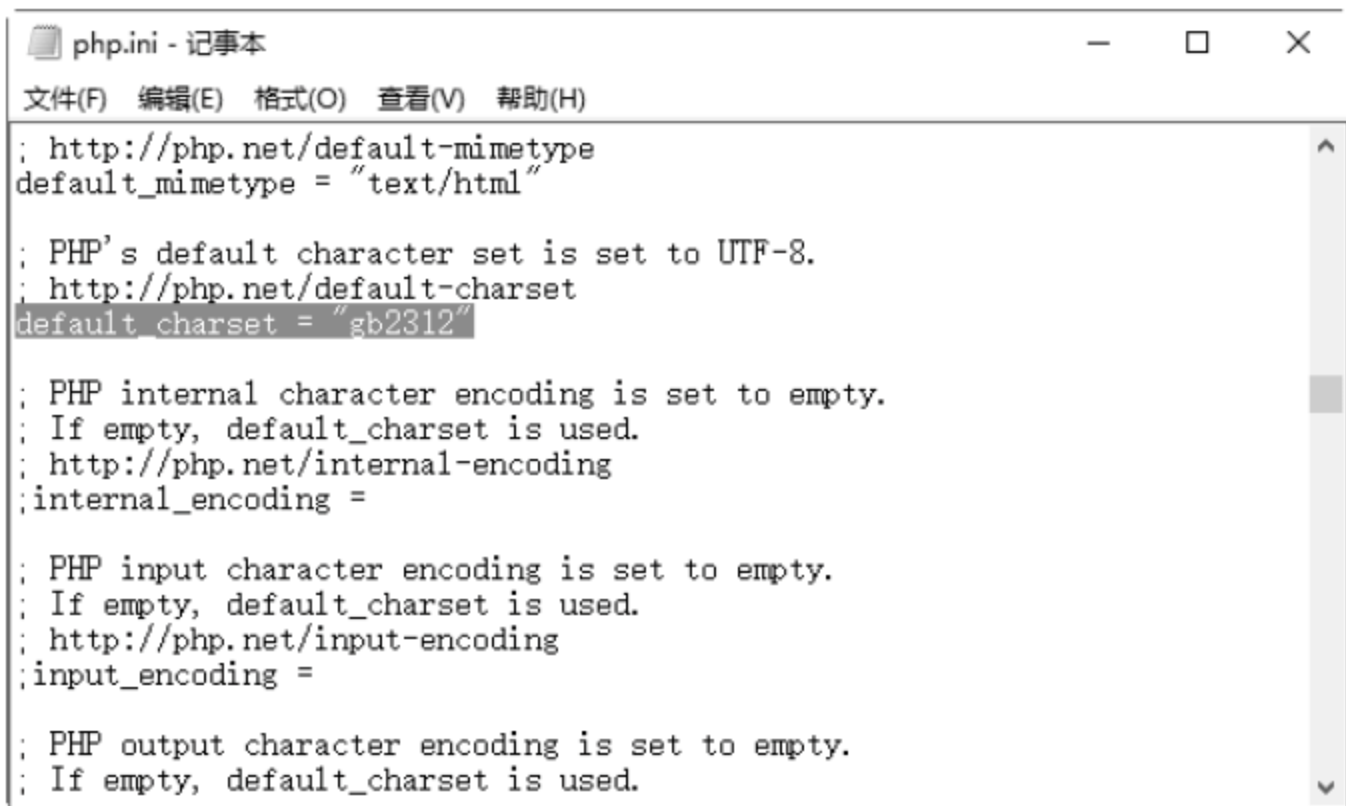 php.ini - 记事本
文件(F) 编辑(E) 格式(O) 查看(V) 帮助(H)
; http://php.net/default-mimetype
default_mimetype = "text/html"
; PHP's default character set is set to UTF-8.
; http://php.net/default-charset
default_charset = "gb2312"
; PHP internal character encoding is set to empty.
; If empty, default_charset is used.
; http://php.net/internal-encoding
;internal_encoding =
; PHP input character encoding is set to empty.
; If empty, default_charset is used.
; http://php.net/input-encoding
;input_encoding =
; PHP output character encoding is set to empty.
; If empty, default_charset is used.